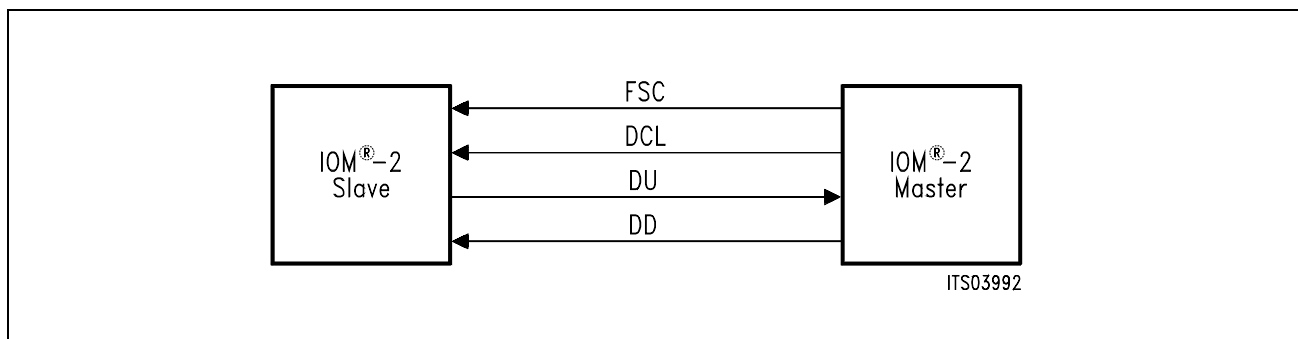 FSC
DCL
DU
DD
IOM®-2
Slave
IOM®-2
Master
ITS03992